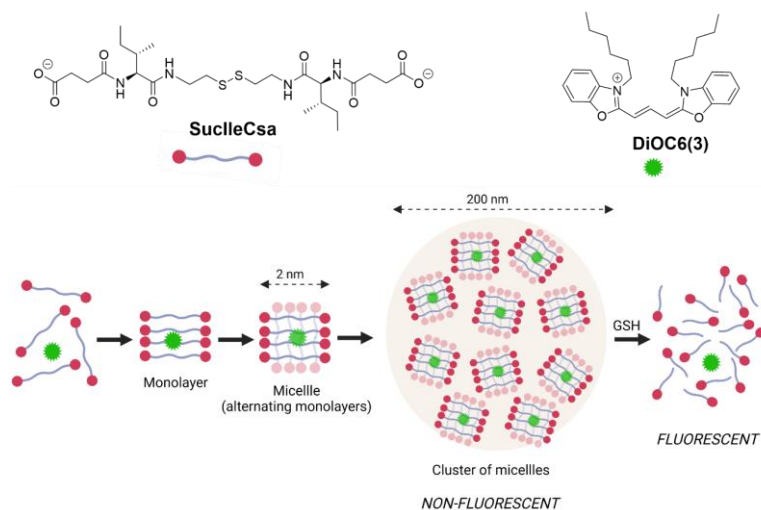 O
H
N
O
H
N
O
O
⊖
O
N
H
O
S
S
N
H
O
O
⊖
O
SucIleCsa
N
⊕
N
O
O
DiOC6(3)
200 nm
2 nm
GSH
Monolayer
Micellle
(alternating monolayers)
Cluster of micellles
FLUORESCENT
NON-FLUORESCENT